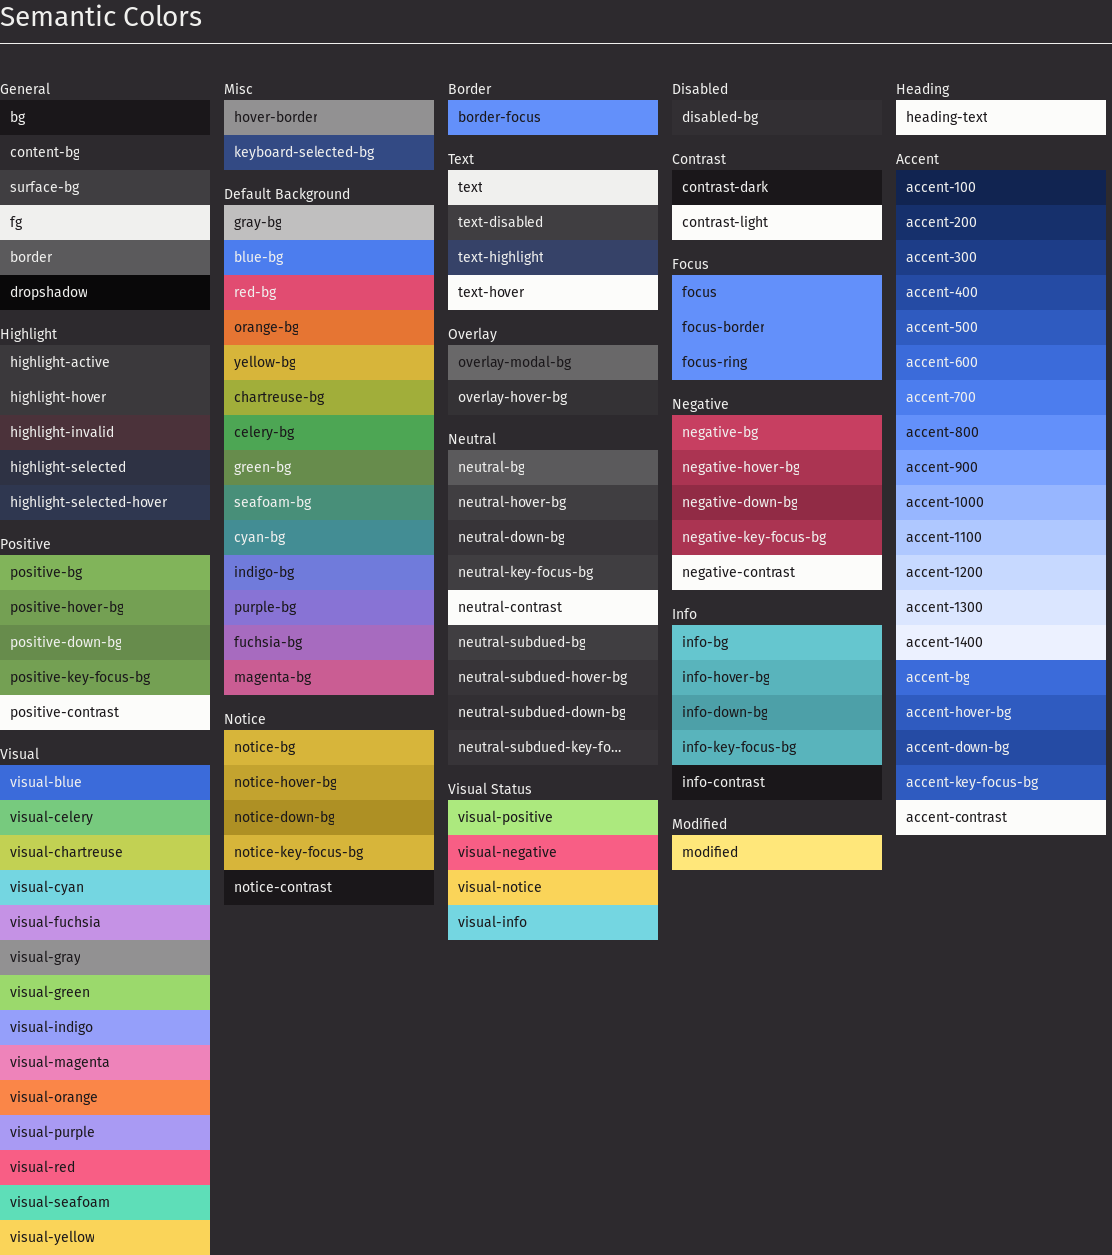 Semantic Colors
General
bg
content-bg
surface-bg
fg
border
dropshadow
Highlight
highlight-active
highlight-hover
highlight-invalid
highlight-selected
highlight-selected-hover
Positive
positive-bg
positive-hover-bg
positive-down-bg
positive-key-focus-bg
positive-contrast
Visual
visual-blue
visual-celery
visual-chartreuse
visual-cyan
visual-fuchsia
visual-gray
visual-green
visual-indigo
visual-magenta
visual-orange
visual-purple
visual-red
visual-seafoam
visual-yellow
Misc
hover-border
keyboard-selected-bg
Default Background
gray-bg
blue-bg
red-bg
orange-bg
yellow-bg
chartreuse-bg
celery-bg
green-bg
seafoam-bg
cyan-bg
indigo-bg
purple-bg
fuchsia-bg
magenta-bg
Notice
notice-bg
notice-hover-bg
notice-down-bg
notice-key-focus-bg
notice-contrast
Border
border-focus
Text
text
text-disabled
text-highlight
text-hover
Overlay
overlay-modal-bg
overlay-hover-bg
Neutral
neutral-bg
neutral-hover-bg
neutral-down-bg
neutral-key-focus-bg
neutral-contrast
neutral-subdued-bg
neutral-subdued-hover-bg
neutral-subdued-down-bg
neutral-subdued-key-fo...
Visual Status
visual-positive
visual-negative
visual-notice
visual-info
Disabled
disabled-bg
Contrast
contrast-dark
contrast-light
Focus
focus
focus-border
focus-ring
Negative
negative-bg
negative-hover-bg
negative-down-bg
negative-key-focus-bg
negative-contrast
Info
info-bg
info-hover-bg
info-down-bg
info-key-focus-bg
info-contrast
Modified
modified
Heading
heading-text
Accent
accent-100
accent-200
accent-300
accent-400
accent-500
accent-600
accent-700
accent-800
accent-900
accent-1000
accent-1100
accent-1200
accent-1300
accent-1400
accent-bg
accent-hover-bg
accent-down-bg
accent-key-focus-bg
accent-contrast